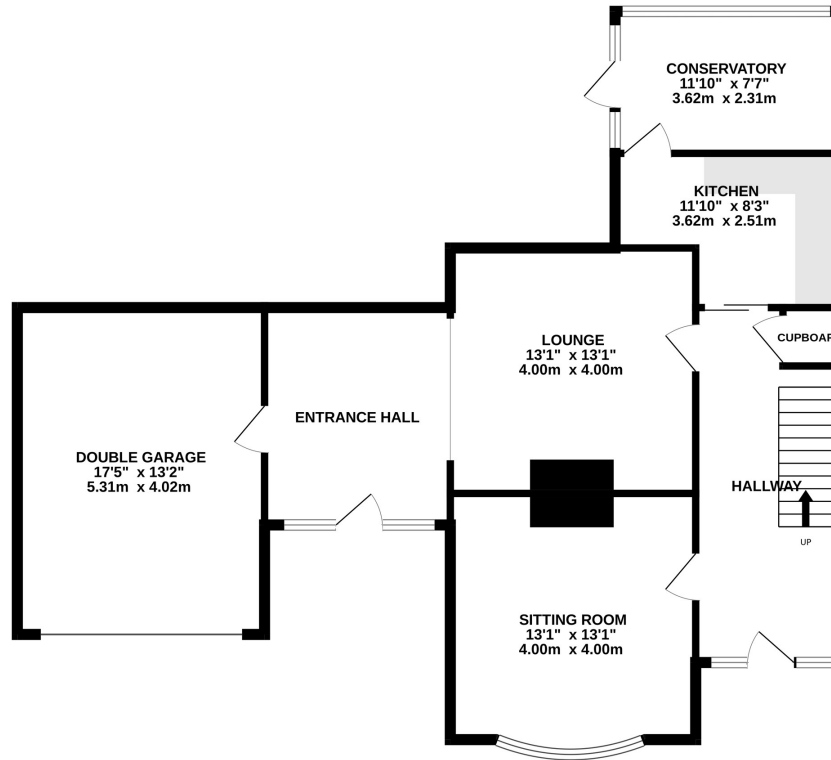 CONSERVATORY
11'10" x 7'7"
3.62m x 2.31m
KITCHEN
11'10" x 8'3"
3.62m x 2.51m
LOUNGE
13'1" x 13'1"
4.00m x 4.00m
CUPBOAR
ENTRANCE HALL
DOUBLE GARAGE
17'5" x 13'2"
5.31m x 4.02m
HALLWAY
UP
SITTING ROOM
13'1" x 13'1"
4.00m x 4.00m